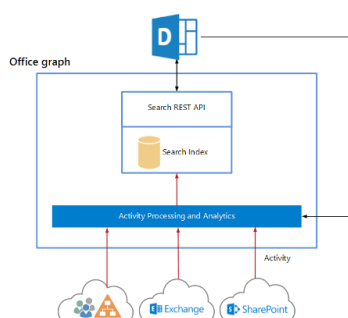 D
Office graph
Search REST API
Search Index
Activity Processing and Analytics
Activity
E Exchange
S SharePoint